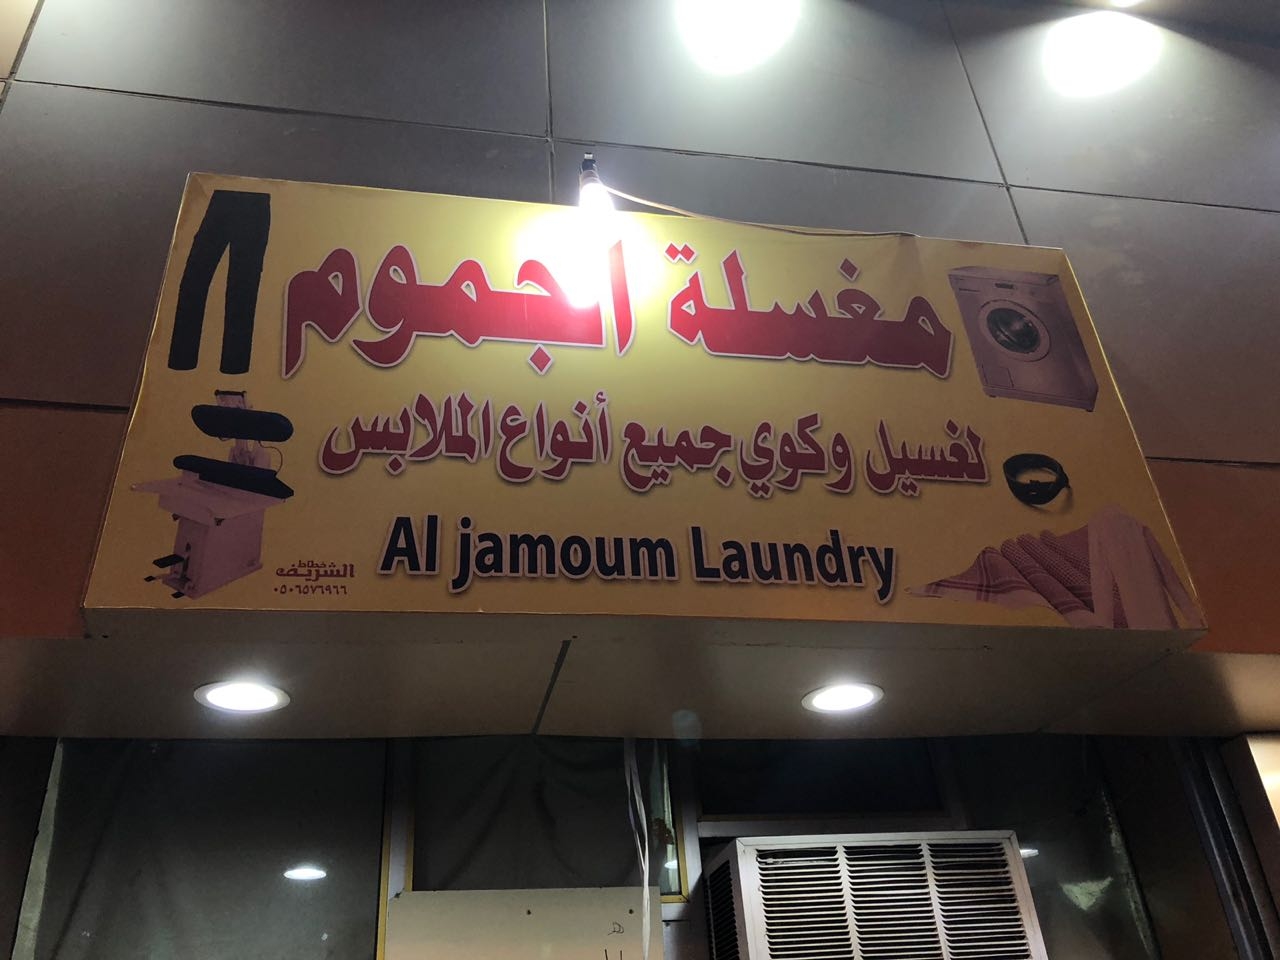 مغسلة الجموم
لغسيل وكوي جميع أنواع الملابس
Al jamoum Laundry
خطاط
الشريف
٠٥٠٦٥٧٦٩٦٦